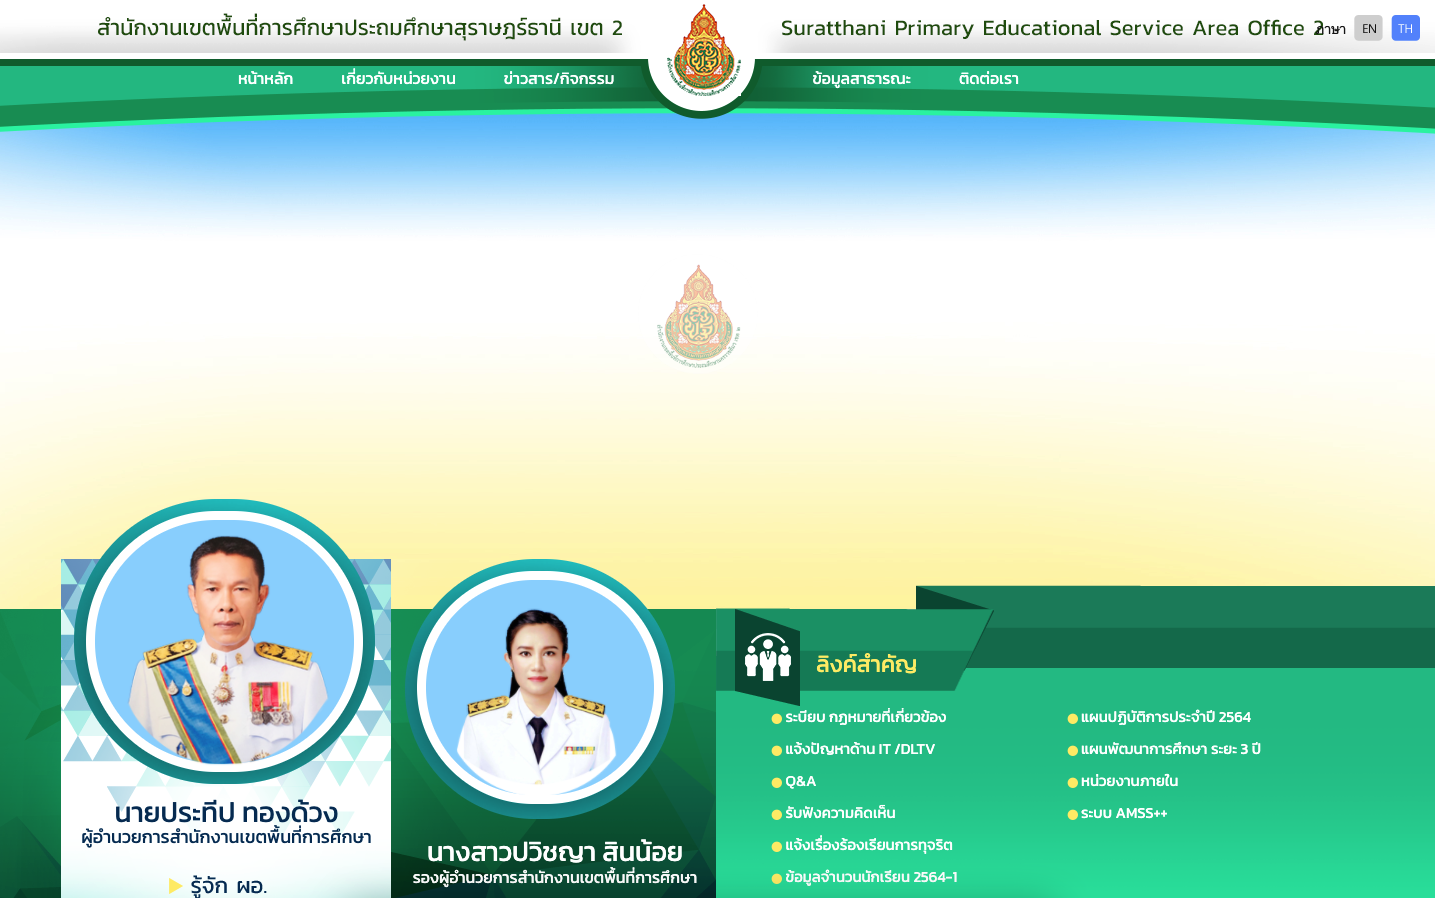 สำนักงานเขตพื้นที่การศึกษาประถมศึกษาสุราษฎร์ธานี เขต 2
Suratthani Primary Educational Service Area Office 2
ภาษา EN TH
หน้าหลัก เกี่ยวกับหน่วยงาน ข่าวสาร/กิจกรรม ข้อมูลสาธารณะ ติดต่อเรา
นายประทีป ทองด้วง
ผู้อำนวยการสำนักงานเขตพื้นที่การศึกษา
รู้จัก ผอ.
นางสาวปวิชญา สินน้อย
รองผู้อำนวยการสำนักงานเขตพื้นที่การศึกษา
ลิงค์สำคัญ
ระบียบ กฎหมายที่เกี่ยวข้อง
แจ้งปัญหาด้าน IT /DLTV
Q&A
รับฟังความคิดเห็น
แจ้งเรื่องร้องเรียนการทุจริต
ข้อมูลจำนวนนักเรียน 2564-1
แผนปฏิบัติการประจำปี 2564
แผนพัฒนาการศึกษา ระยะ 3 ปี
หน่วยงานภายใน
ระบบ AMSS++